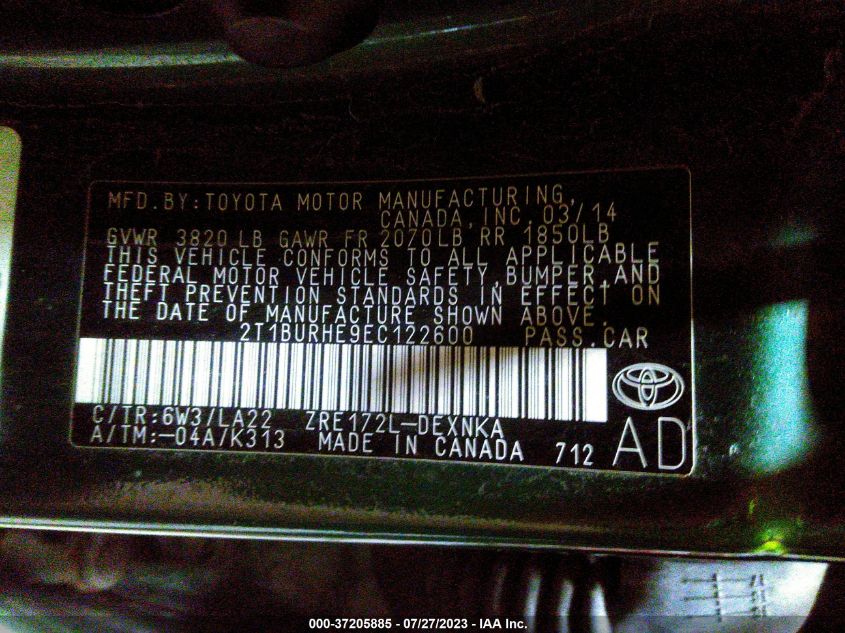 MFD.BY:TOYOTA MOTOR MANUFACTURING,
CANADA,INC. 03/14
GVWR 3820 LB GAWR FR 2070LB RR 1850LB
THIS VEHICLE CONFORMS TO ALL APPLICABLE
FEDERAL MOTOR VEHICLE SAFETY,BUMPER,AND
THEFT PREVENTION STANDARDS IN EFFECT ON
THE DATE OF MANUFACTURE SHOWN ABOVE.
2T1BURHE9EC122600 PASS.CAR
C/TR:6W3/LA22 ZRE172L-DEXNKA
A/TM:-04A/K313 MADE IN CANADA 712 AD
000-37205885 - 07/27/2023 - IAA Inc.